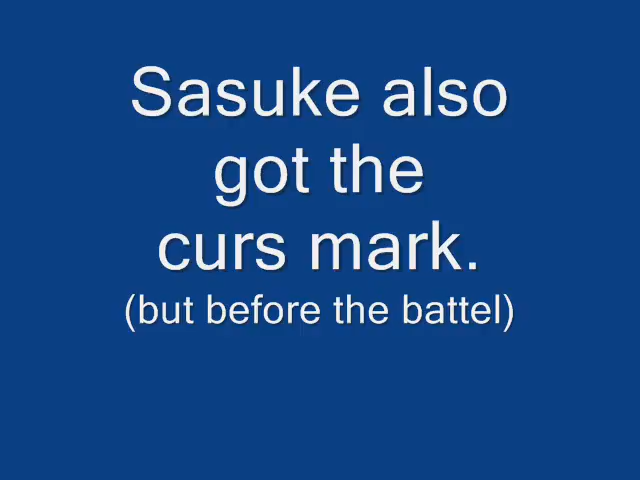 Sasuke also
got the
curs mark.
(but before the battel)